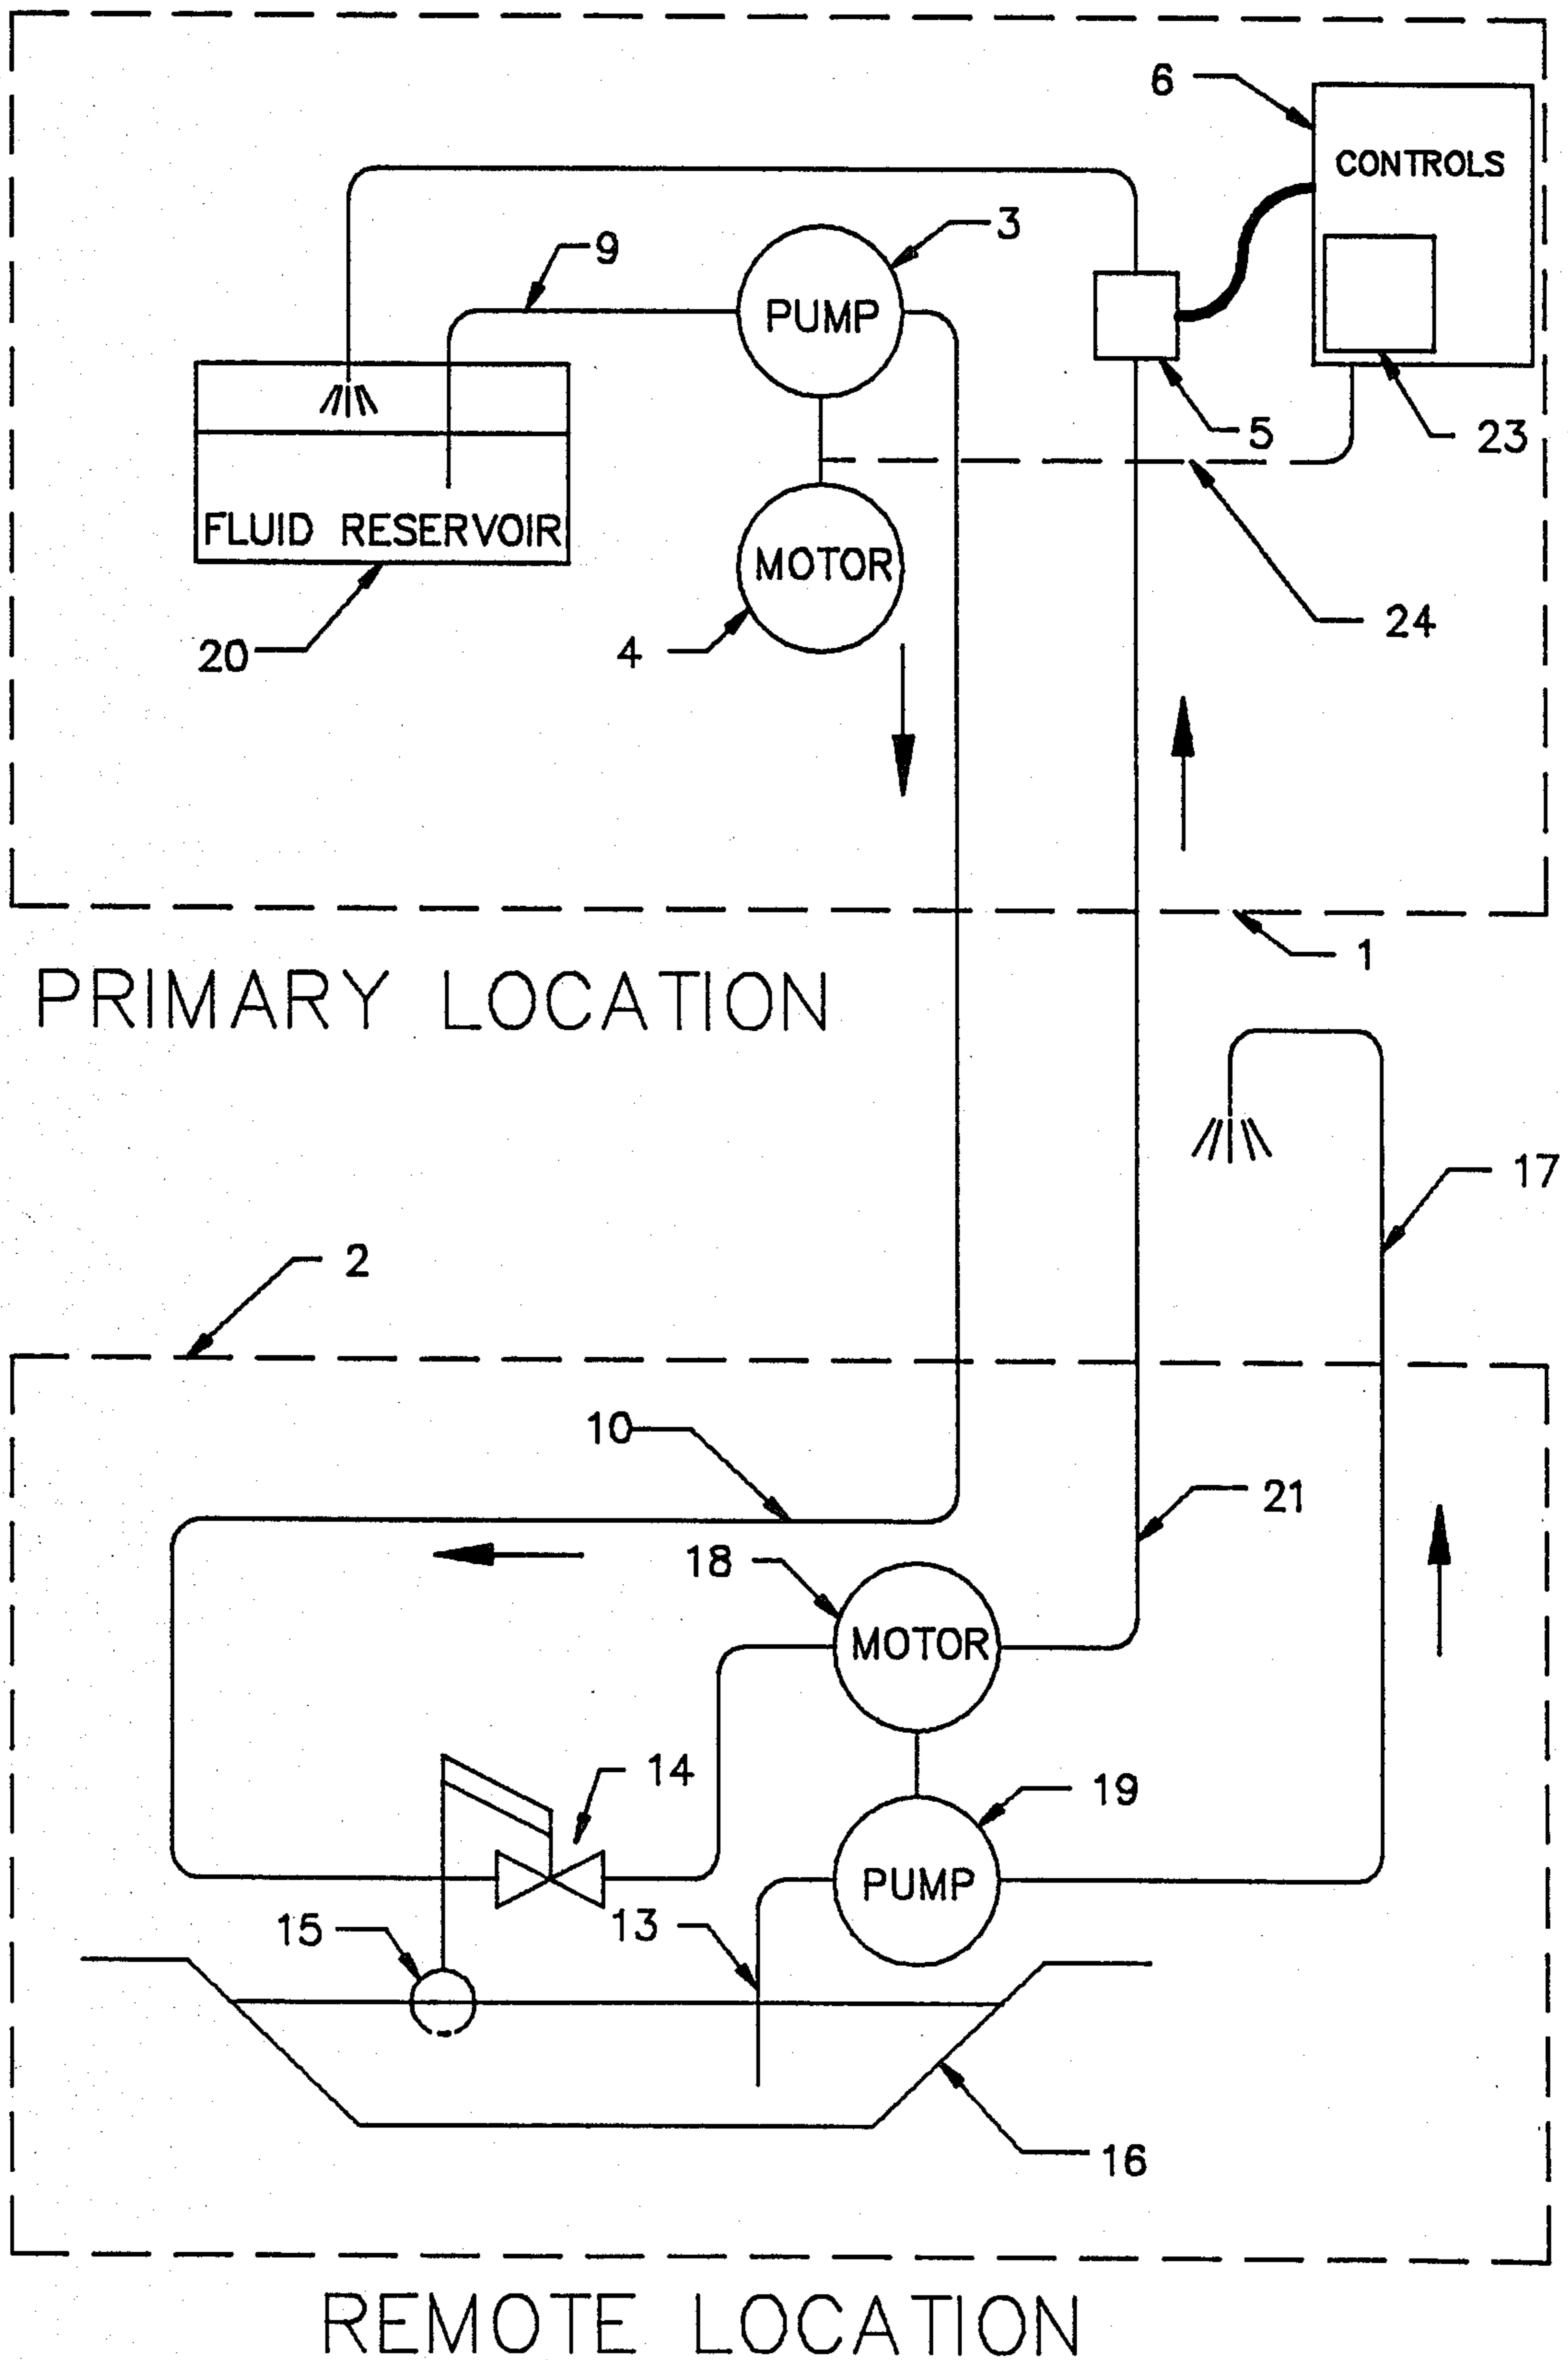 6
CONTROLS
3
9
PUMP
5
23
FLUID RESERVOIR
MOTOR
24
20
4
1
PRIMARY LOCATION
17
2
10
21
18
MOTOR
14
19
PUMP
15
13
16
REMOTE LOCATION